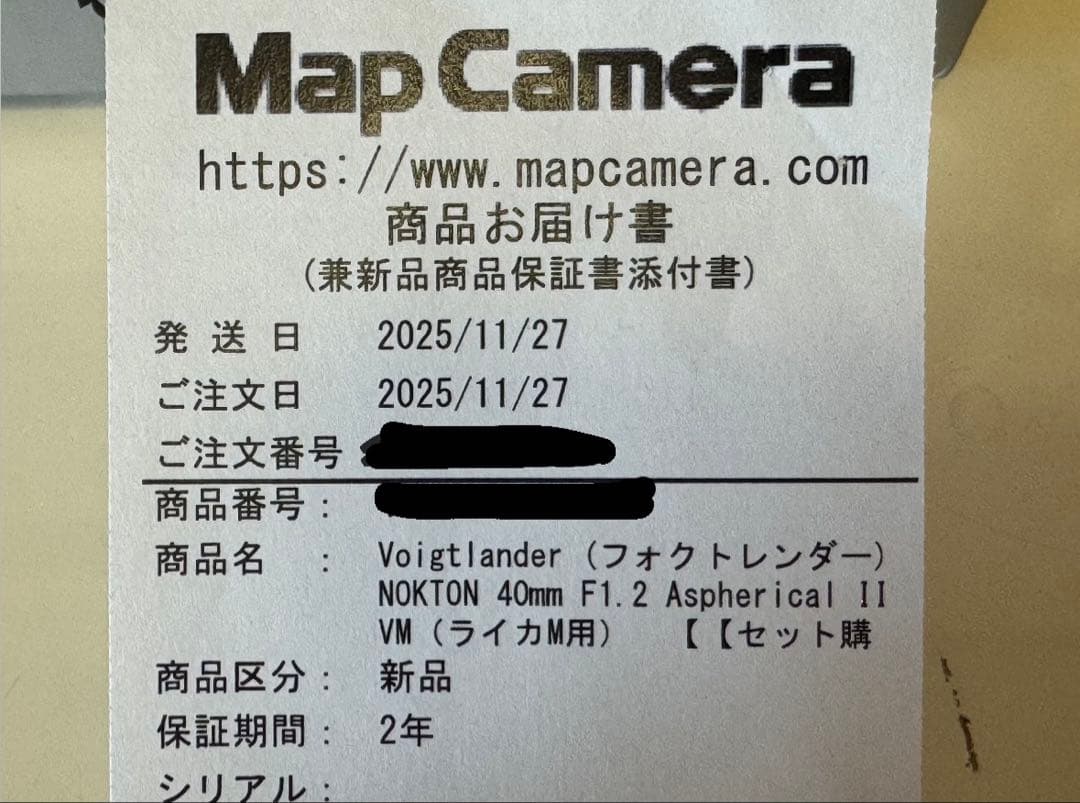 Map Camera
https://www.mapcamera.com
商品お届け書
(兼新品商品保証書添付書)
発送日 2025/11/27
ご注文日 2025/11/27
ご注文番号
商品番号:
商品名 : Voigtlander (フォクトレンダー)
NOKTON 40mm F1.2 Aspherical II
VM (ライカM用) 【【セット購
商品区分: 新品
保証期間: 2年
シリアル: